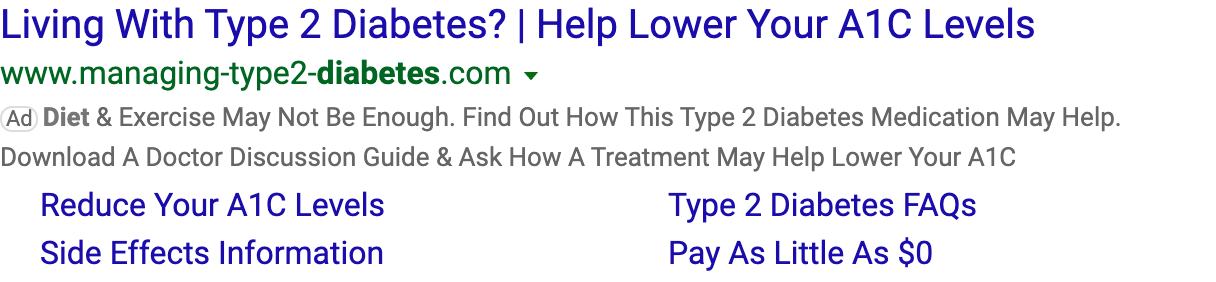 Living With Type 2 Diabetes? | Help Lower Your A1C Levels
www.managing-type2-diabetes.com
Ad Diet & Exercise May Not Be Enough. Find Out How This Type 2 Diabetes Medication May Help.
Download A Doctor Discussion Guide & Ask How A Treatment May Help Lower Your A1C
Reduce Your A1C Levels Type 2 Diabetes FAQs
Side Effects Information Pay As Little As $0